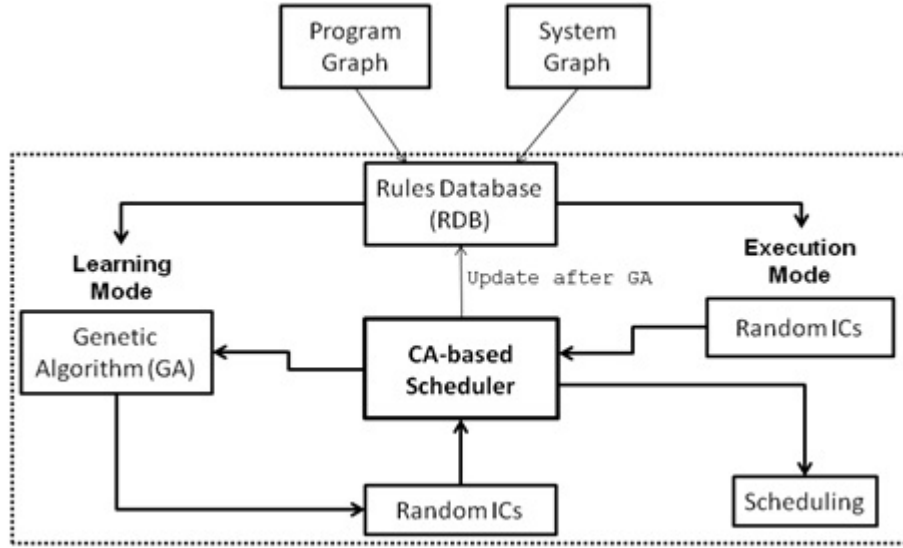 Program
Graph
System
Graph
Rules Database
(RDB)
Learning
Mode
Execution
Mode
Update after GA
Genetic
Algorithm (GA)
CA-based
Scheduler
Random ICs
Random ICs
Scheduling